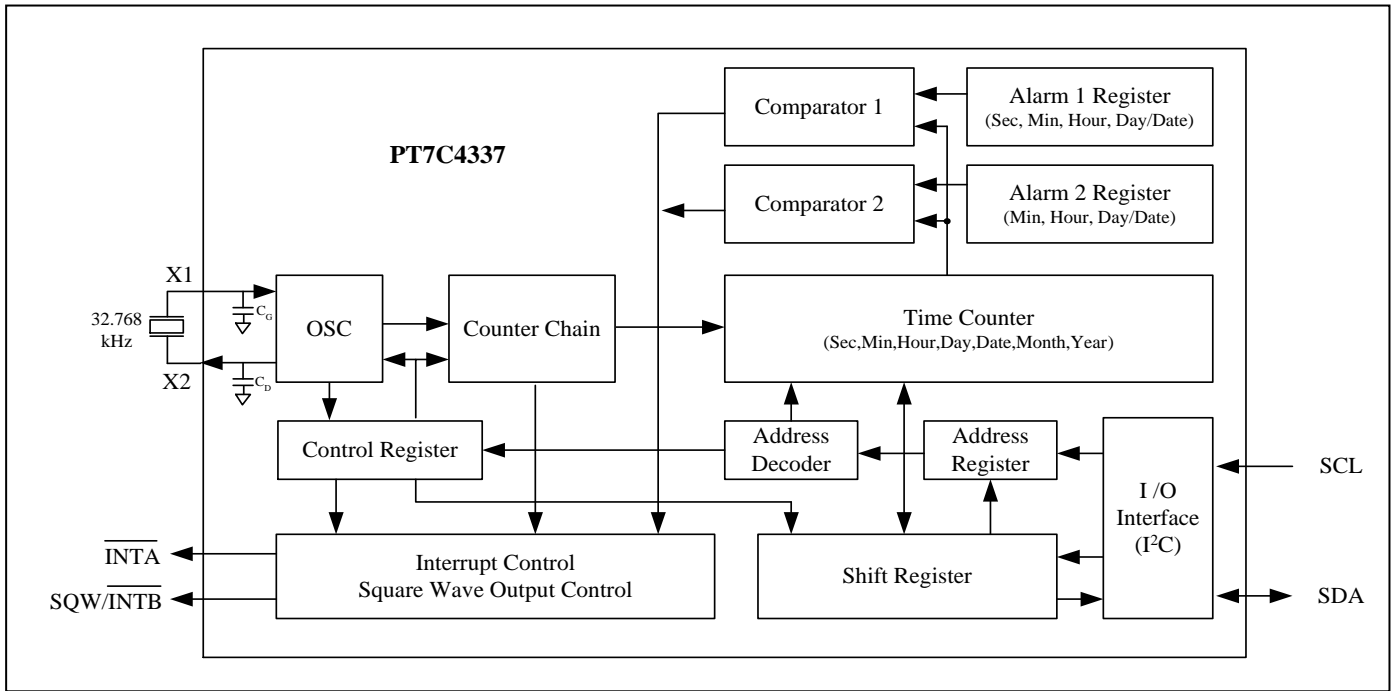 PT7C4337
Comparator 1
Alarm 1 Register
(Sec, Min, Hour, Day/Date)
Comparator 2
Alarm 2 Register
(Min, Hour, Day/Date)
X1
32.768
kHz
X2
C_G
C_D
OSC
Counter Chain
Time Counter
(Sec,Min,Hour,Day,Date,Month,Year)
Control Register
Address
Decoder
Address
Register
I /O
Interface
(I²C)
SCL
SDA
INTA
SQW/INTB
Interrupt Control
Square Wave Output Control
Shift Register